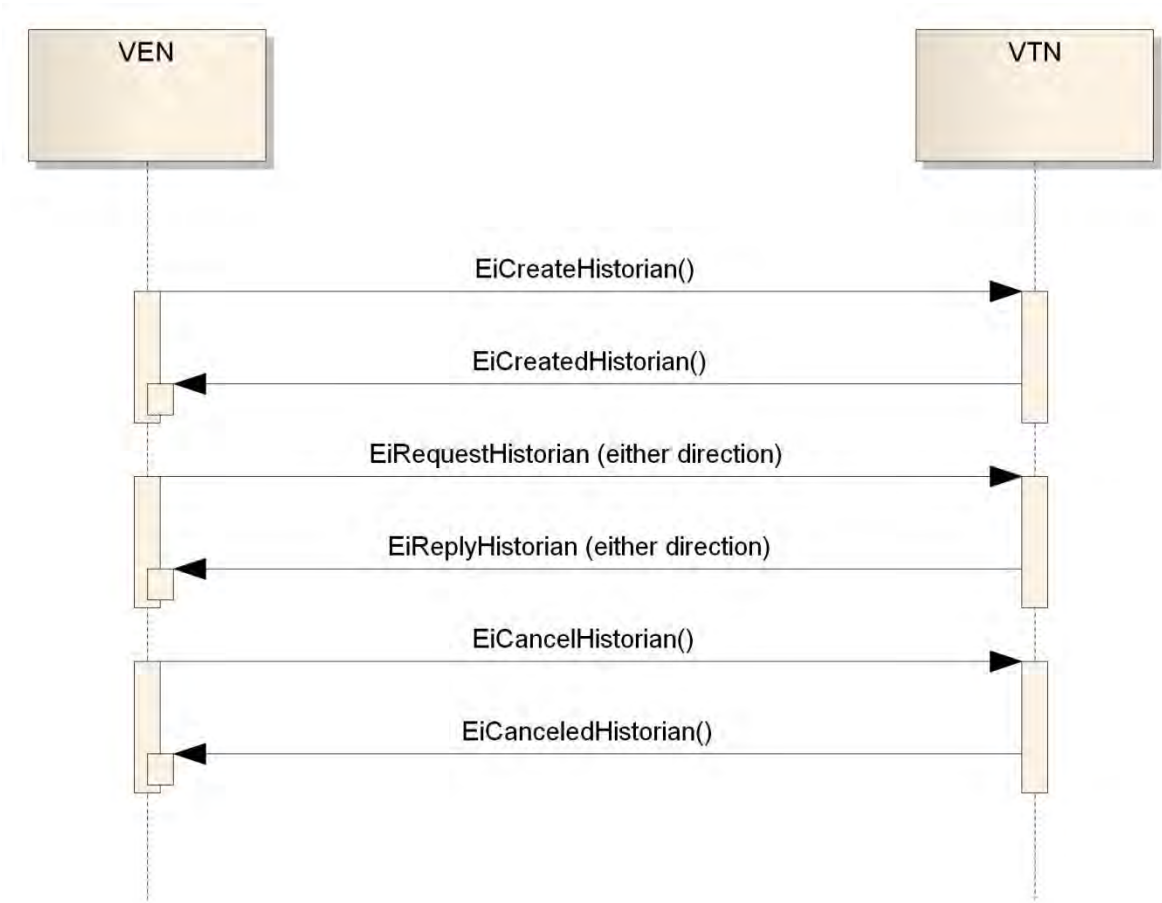 VEN
VTN
EiCreateHistorian()
EiCreatedHistorian()
EiRequestHistorian (either direction)
EiReplyHistorian (either direction)
EiCancelHistorian()
EiCanceledHistorian()